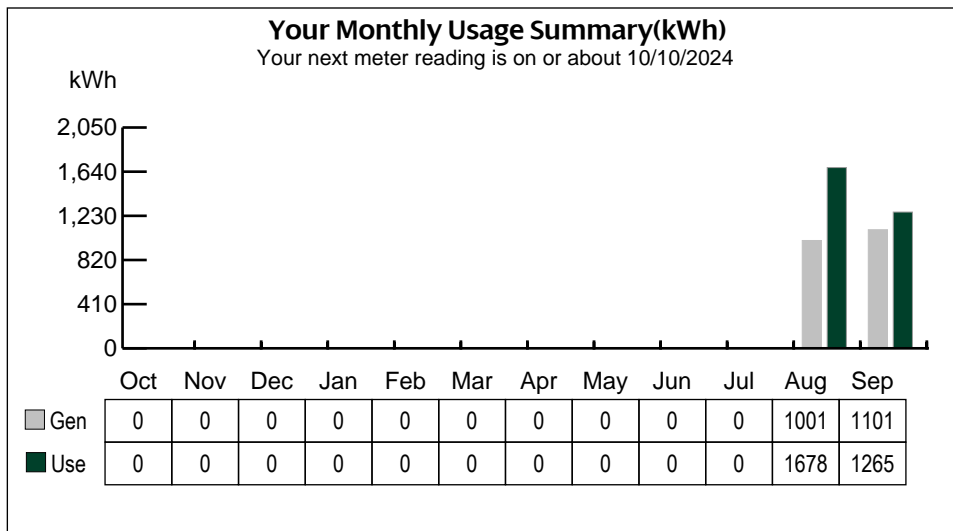 Your Monthly Usage Summary(kWh)
Your next meter reading is on or about 10/10/2024
kWh
2,050
1,640
1,230
820
410
0
Oct Nov Dec Jan Feb Mar Apr May Jun Jul Aug Sep
Gen 0 0 0 0 0 0 0 0 0 0 1001 1101
Use 0 0 0 0 0 0 0 0 0 0 1678 1265